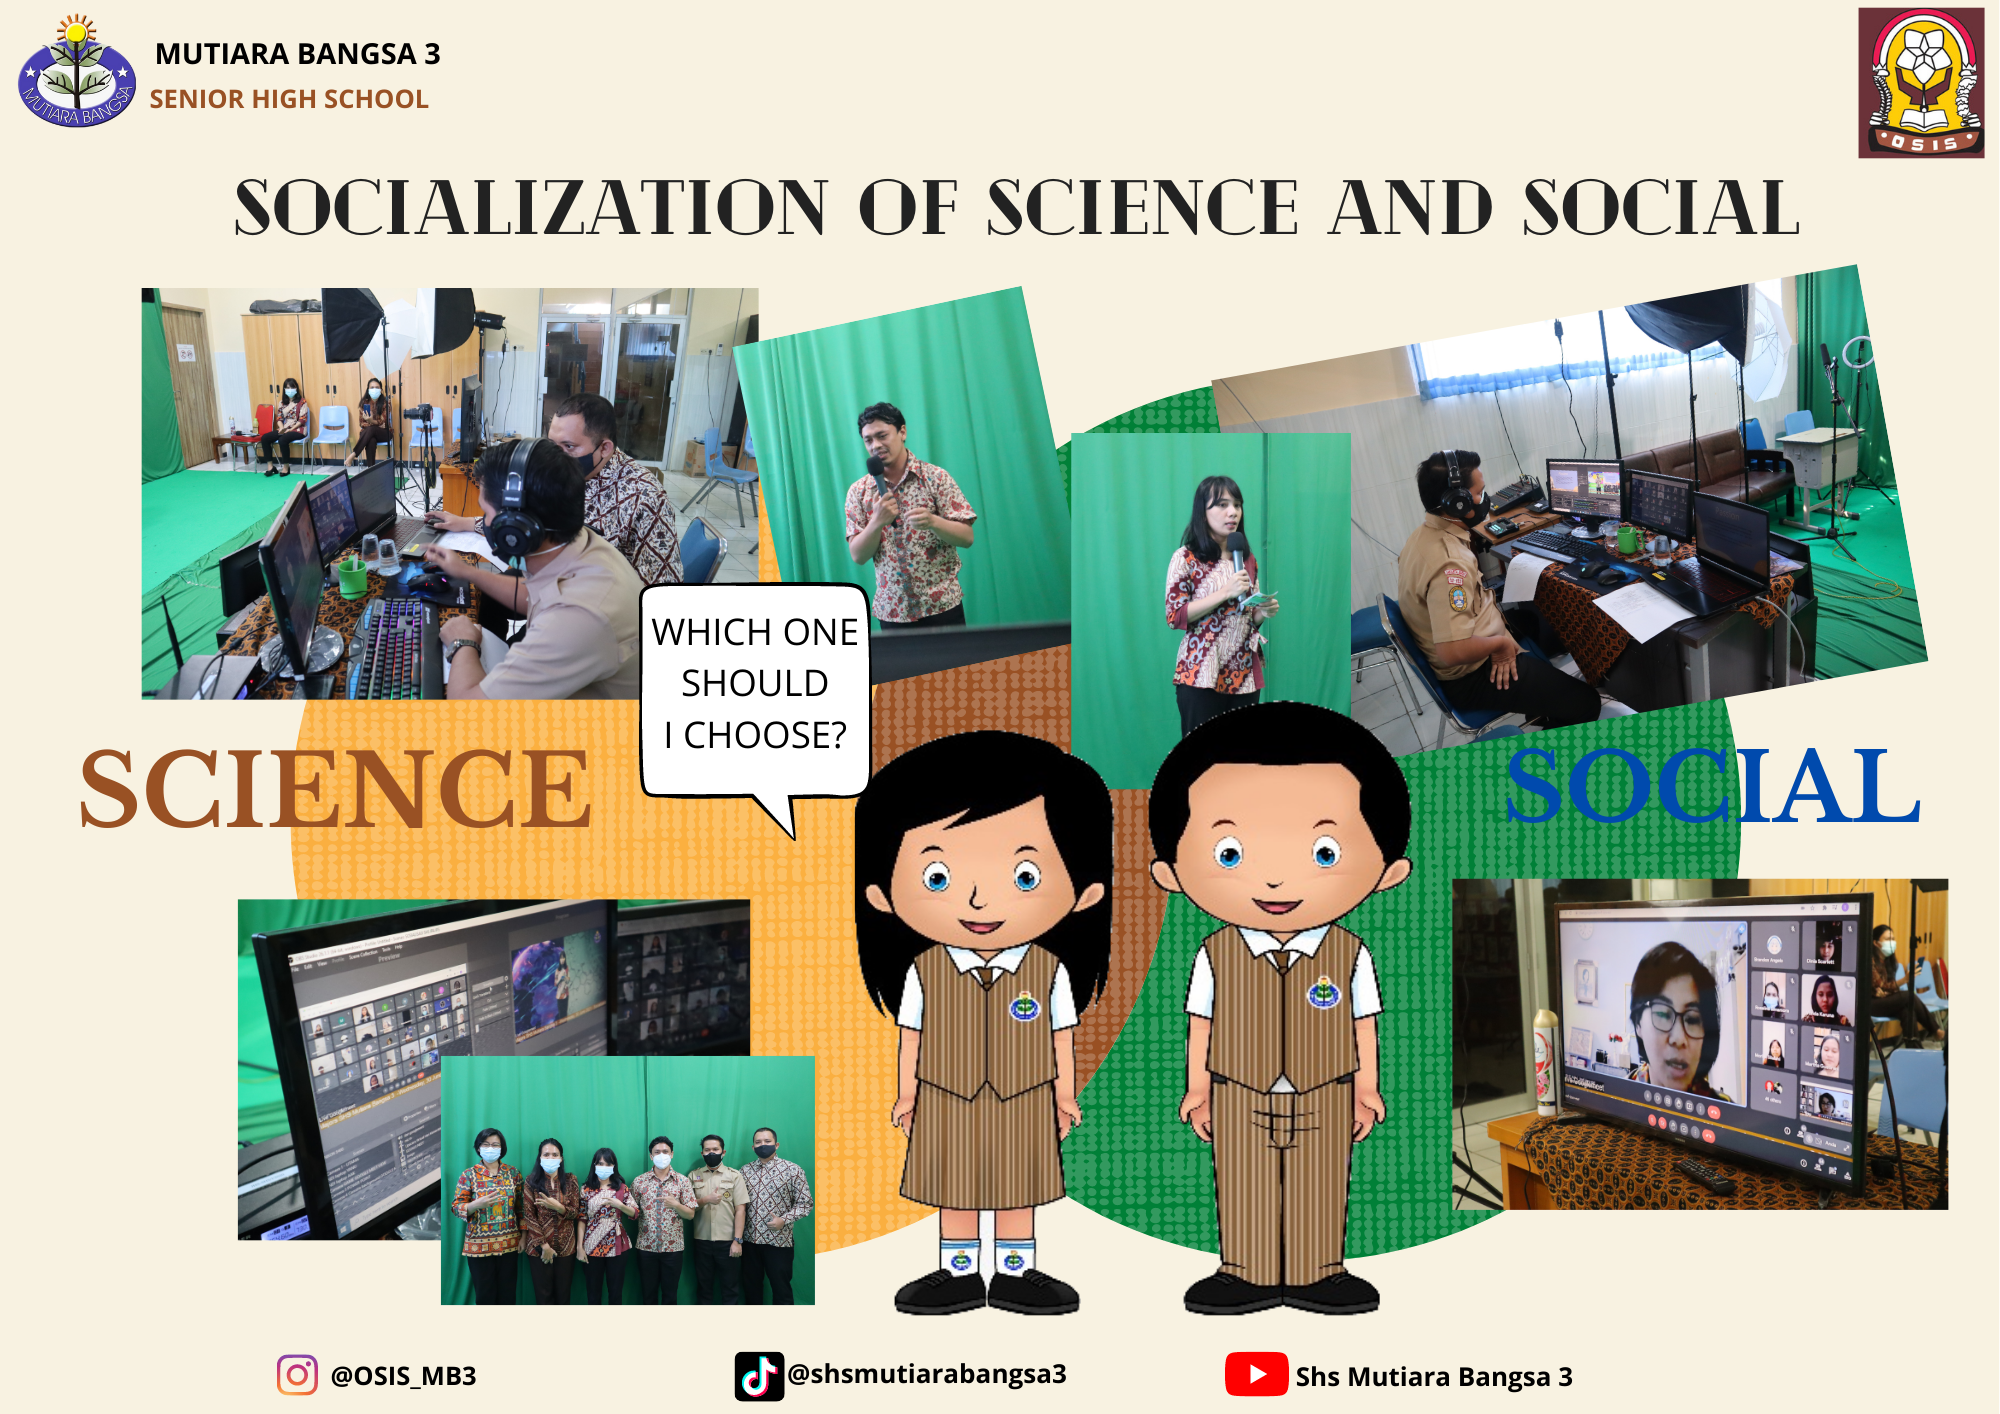 MUTIARA BANGSA 3
SENIOR HIGH SCHOOL
MUTIARA BANGSA
OSIS
SOCIALIZATION OF SCIENCE AND SOCIAL
WHICH ONE
SHOULD
I CHOOSE?
SCIENCE
SOCIAL
@OSIS_MB3
@shsmutiarabangsa3
Shs Mutiara Bangsa 3